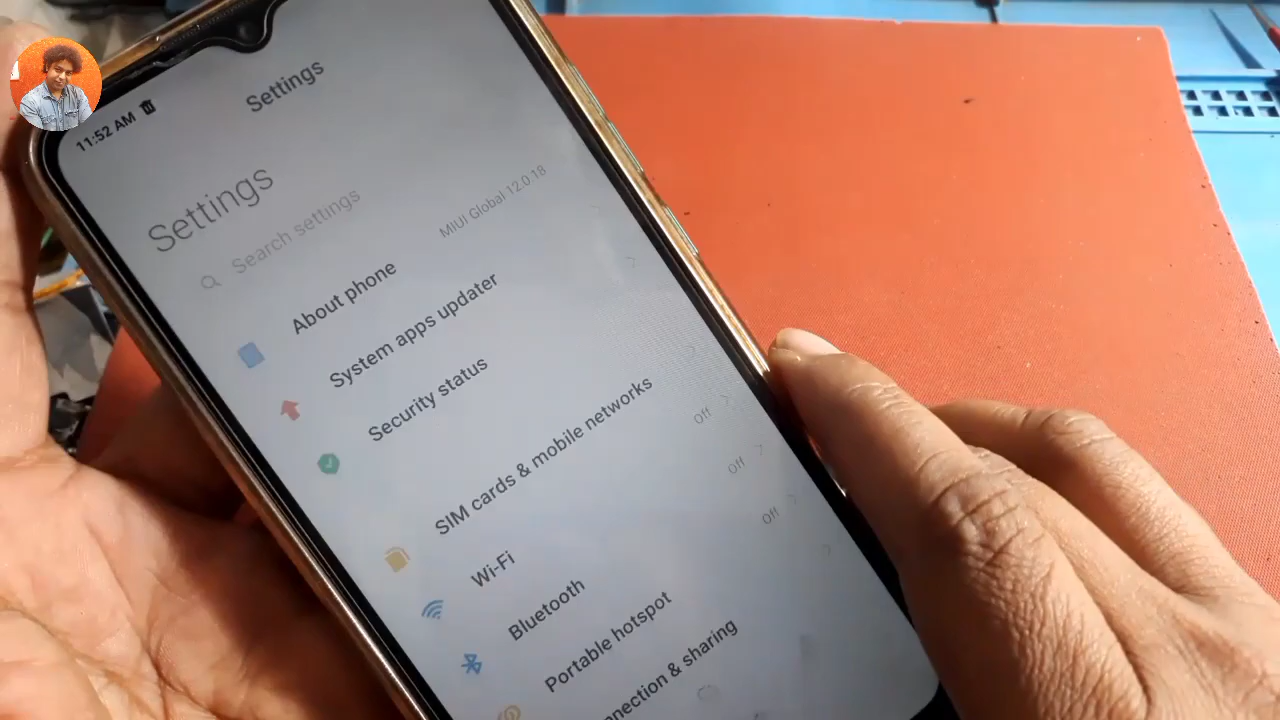 11:52 AM
Settings
Settings
Search settings
About phone
MIUI Global 12.0.18
System apps updater
Security status
SIM cards & mobile networks
Wi-Fi
Off
Bluetooth
Off
Portable hotspot
Off
nnection & sharing